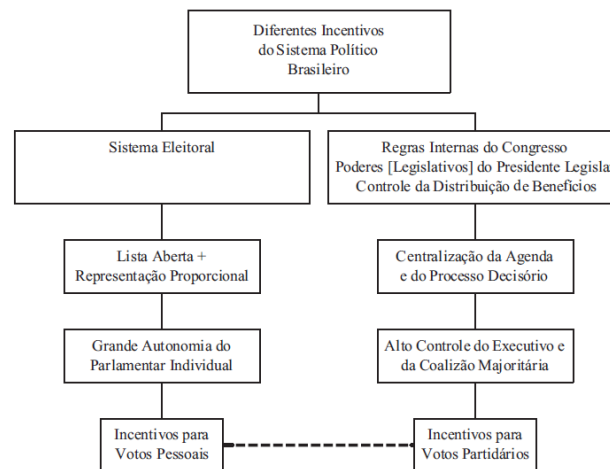 Diferentes Incentivos
do Sistema Político
Brasileiro
Sistema Eleitoral
Regras Internas do Congresso
Poderes [Legislativos] do Presidente
Controle da Distribuição de Benefícios
Lista Aberta +
Representação Proporcional
Centralização da Agenda
e do Processo Decisório
Grande Autonomia do
Parlamentar Individual
Alto Controle do Executivo e
da Coalizão Majoritária
Incentivos para
Votos Pessoais
Incentivos para
Votos Partidários